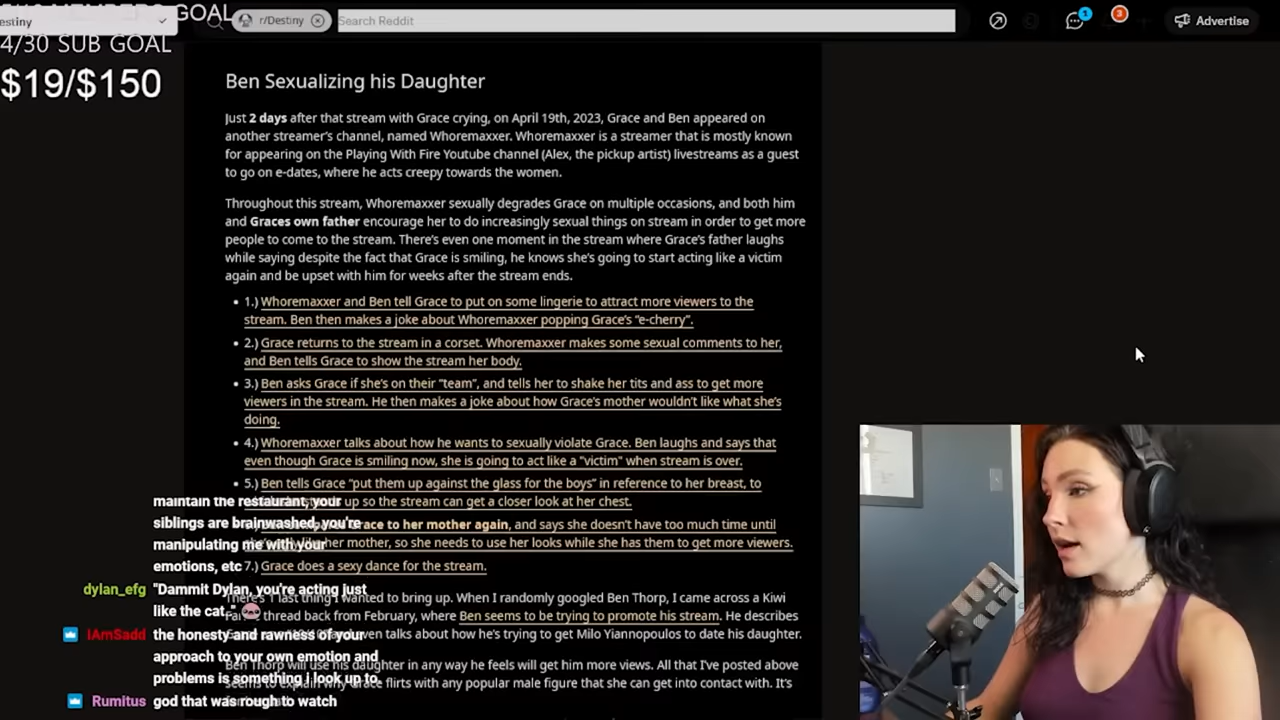 GOAL
estiny
r/Destiny
Search Reddit
1
3
Advertise
4/30 SUB GOAL
$19/$150
Ben Sexualizing his Daughter
Just 2 days after that stream with Grace crying, on April 19th, 2023, Grace and Ben appeared on
another streamer's channel, named Whoremaxxer. Whoremaxxer is a streamer that is mostly known
for appearing on the Playing With Fire Youtube channel (Alex, the pickup artist) livestreams as a guest
to go on e-dates, where he acts creepy towards the women.
Throughout this stream, Whoremaxxer sexually degrades Grace on multiple occasions, and both him
and Graces own father encourage her to do increasingly sexual things on stream in order to get more
people to come to the stream. There's even one moment in the stream where Grace's father laughs
while saying despite the fact that Grace is smiling, he knows she's going to start acting like a victim
again and be upset with him for weeks after the stream ends.
1.) Whoremaxxer and Ben tell Grace to put on some lingerie to attract more viewers to the
stream. Ben then makes a joke about Whoremaxxer popping Grace's "e-cherry".
2.) Grace returns to the stream in a corset. Whoremaxxer makes some sexual comments to her,
and Ben tells Grace to show the stream her body.
3.) Ben asks Grace if she's on their "team", and tells her to shake her tits and ass to get more
viewers in the stream. He then makes a joke about how Grace's mother wouldn't like what she's
doing.
4.) Whoremaxxer talks about how he wants to sexually violate Grace. Ben laughs and says that
even though Grace is smiling now, she is going to act like a "victim" when stream is over.
5.) Ben tells Grace "put them up against the glass for the boys" in reference to her breast, to
up so the stream can get a closer look at her chest.
Grace to her mother again, and says she doesn't have too much time until
her mother, so she needs to use her looks while she has them to get more viewers.
7.) Grace does a sexy dance for the stream.
There's 1 last thing I wanted to bring up. When I randomly googled Ben Thorp, I came across a Kiwi
thread back from February, where Ben seems to be trying to promote his stream. He describes
even talks about how he's trying to get Milo Yiannopoulos to date his daughter.
Ben Thorp will use his daughter in any way he feels will get him more views. All that I've posted above
seems to explain why Grace flirts with any popular male figure that she can get into contact with. It's
maintain the restaurant, your
siblings are brainwashed, you're
manipulating me with your
emotions, etc
dylan_efg "Dammit Dylan, you're acting just
like the cat."
iAmSadd the honesty and rawness of your
approach to your own emotion and
problems is something I look up to.
Rumitus god that was rough to watch